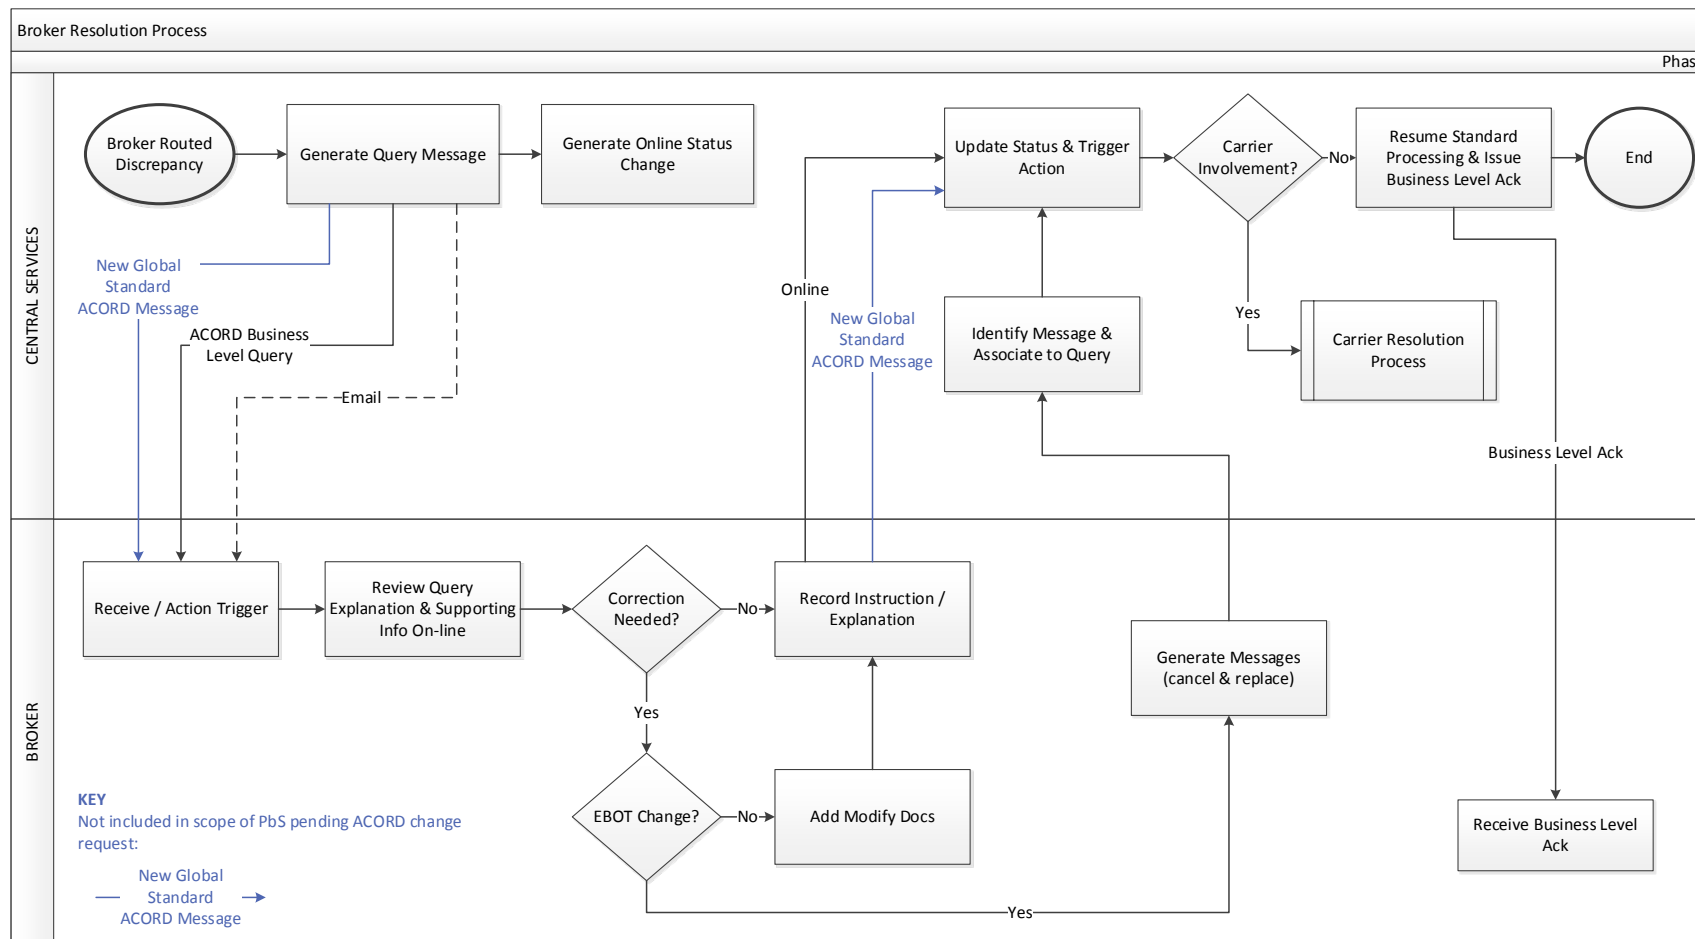 Broker Resolution Process
Phas
CENTRAL SERVICES
Broker Routed
Discrepancy
Generate Query Message
Generate Online Status
Change
Update Status & Trigger
Action
Carrier
Involvement?
No
Resume Standard
Processing & Issue
Business Level Ack
End
New Global
Standard
ACORD Message
ACORD Business
Level Query
Email
Online
New Global
Standard
ACORD Message
Identify Message &
Associate to Query
Yes
Carrier Resolution
Process
Business Level Ack
BROKER
Receive / Action Trigger
Review Query
Explanation & Supporting
Info On-line
Correction
Needed?
No
Record Instruction /
Explanation
Generate Messages
(cancel & replace)
Yes
EBOT Change?
No
Add Modify Docs
Receive Business Level
Ack
Yes
KEY
Not included in scope of PbS pending ACORD change
request:
New Global
Standard
ACORD Message